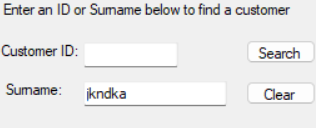 Enter an ID or Surname below to find a customer
Customer ID: Search
Surname: jkndka Clear